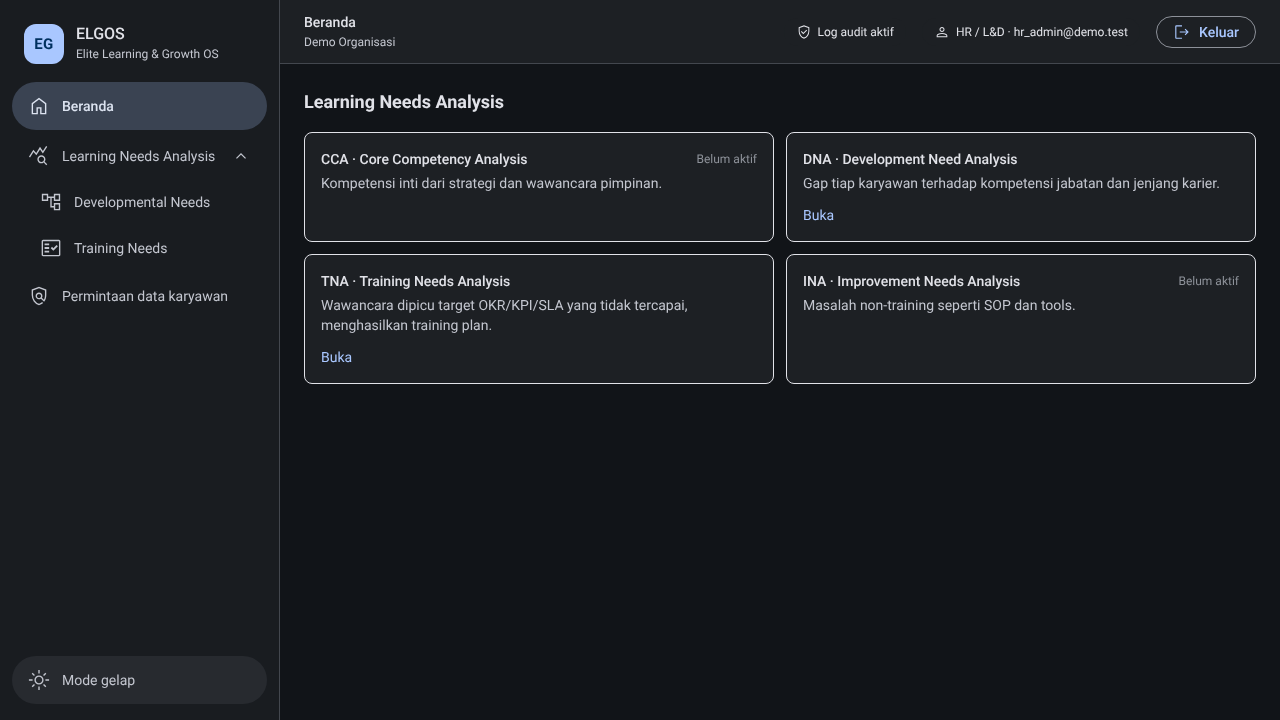 EG
ELGOS
Elite Learning & Growth OS
Beranda
Learning Needs Analysis
Developmental Needs
Training Needs
Permintaan data karyawan
Mode gelap
Beranda
Demo Organisasi
Log audit aktif
HR / L&D · hr_admin@demo.test
Keluar
Learning Needs Analysis
CCA · Core Competency Analysis
Belum aktif
Kompetensi inti dari strategi dan wawancara pimpinan.
DNA · Development Need Analysis
Gap tiap karyawan terhadap kompetensi jabatan dan jenjang karier.
Buka
TNA · Training Needs Analysis
Wawancara dipicu target OKR/KPI/SLA yang tidak tercapai,
menghasilkan training plan.
Buka
INA · Improvement Needs Analysis
Belum aktif
Masalah non-training seperti SOP dan tools.